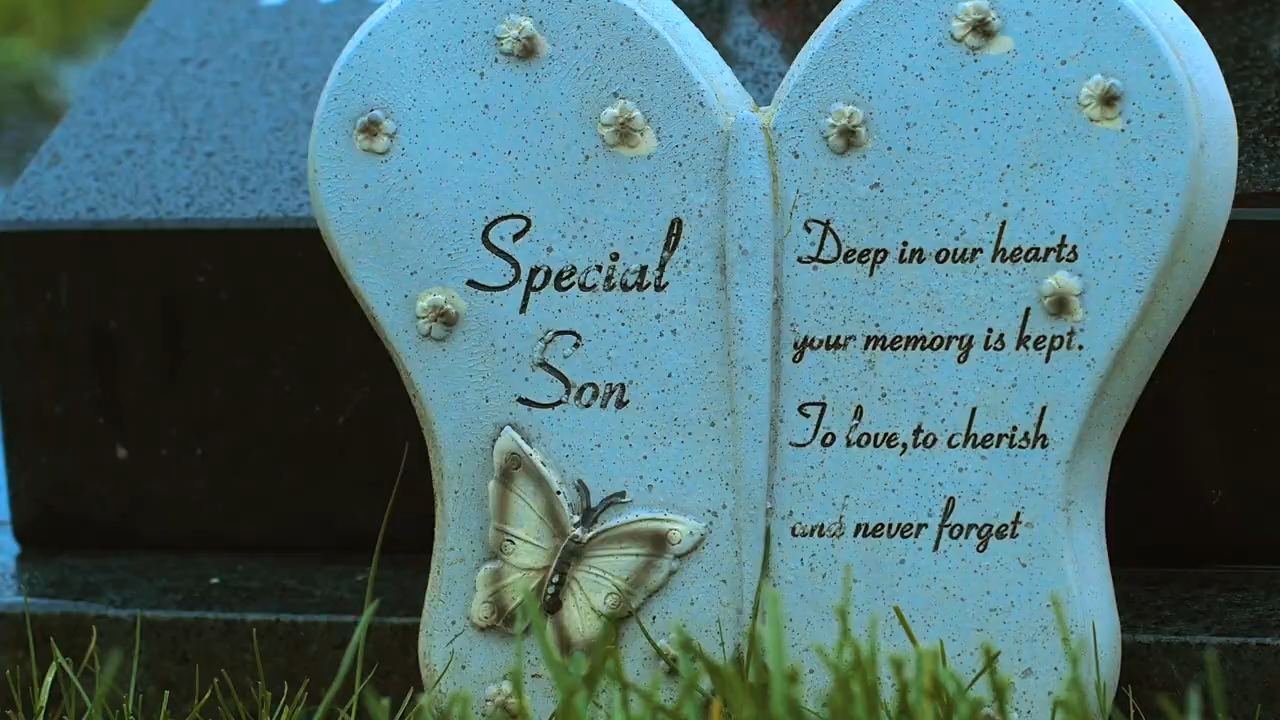 Special
Son
Deep in our hearts
your memory is kept.
To love,to cherish
and never forget